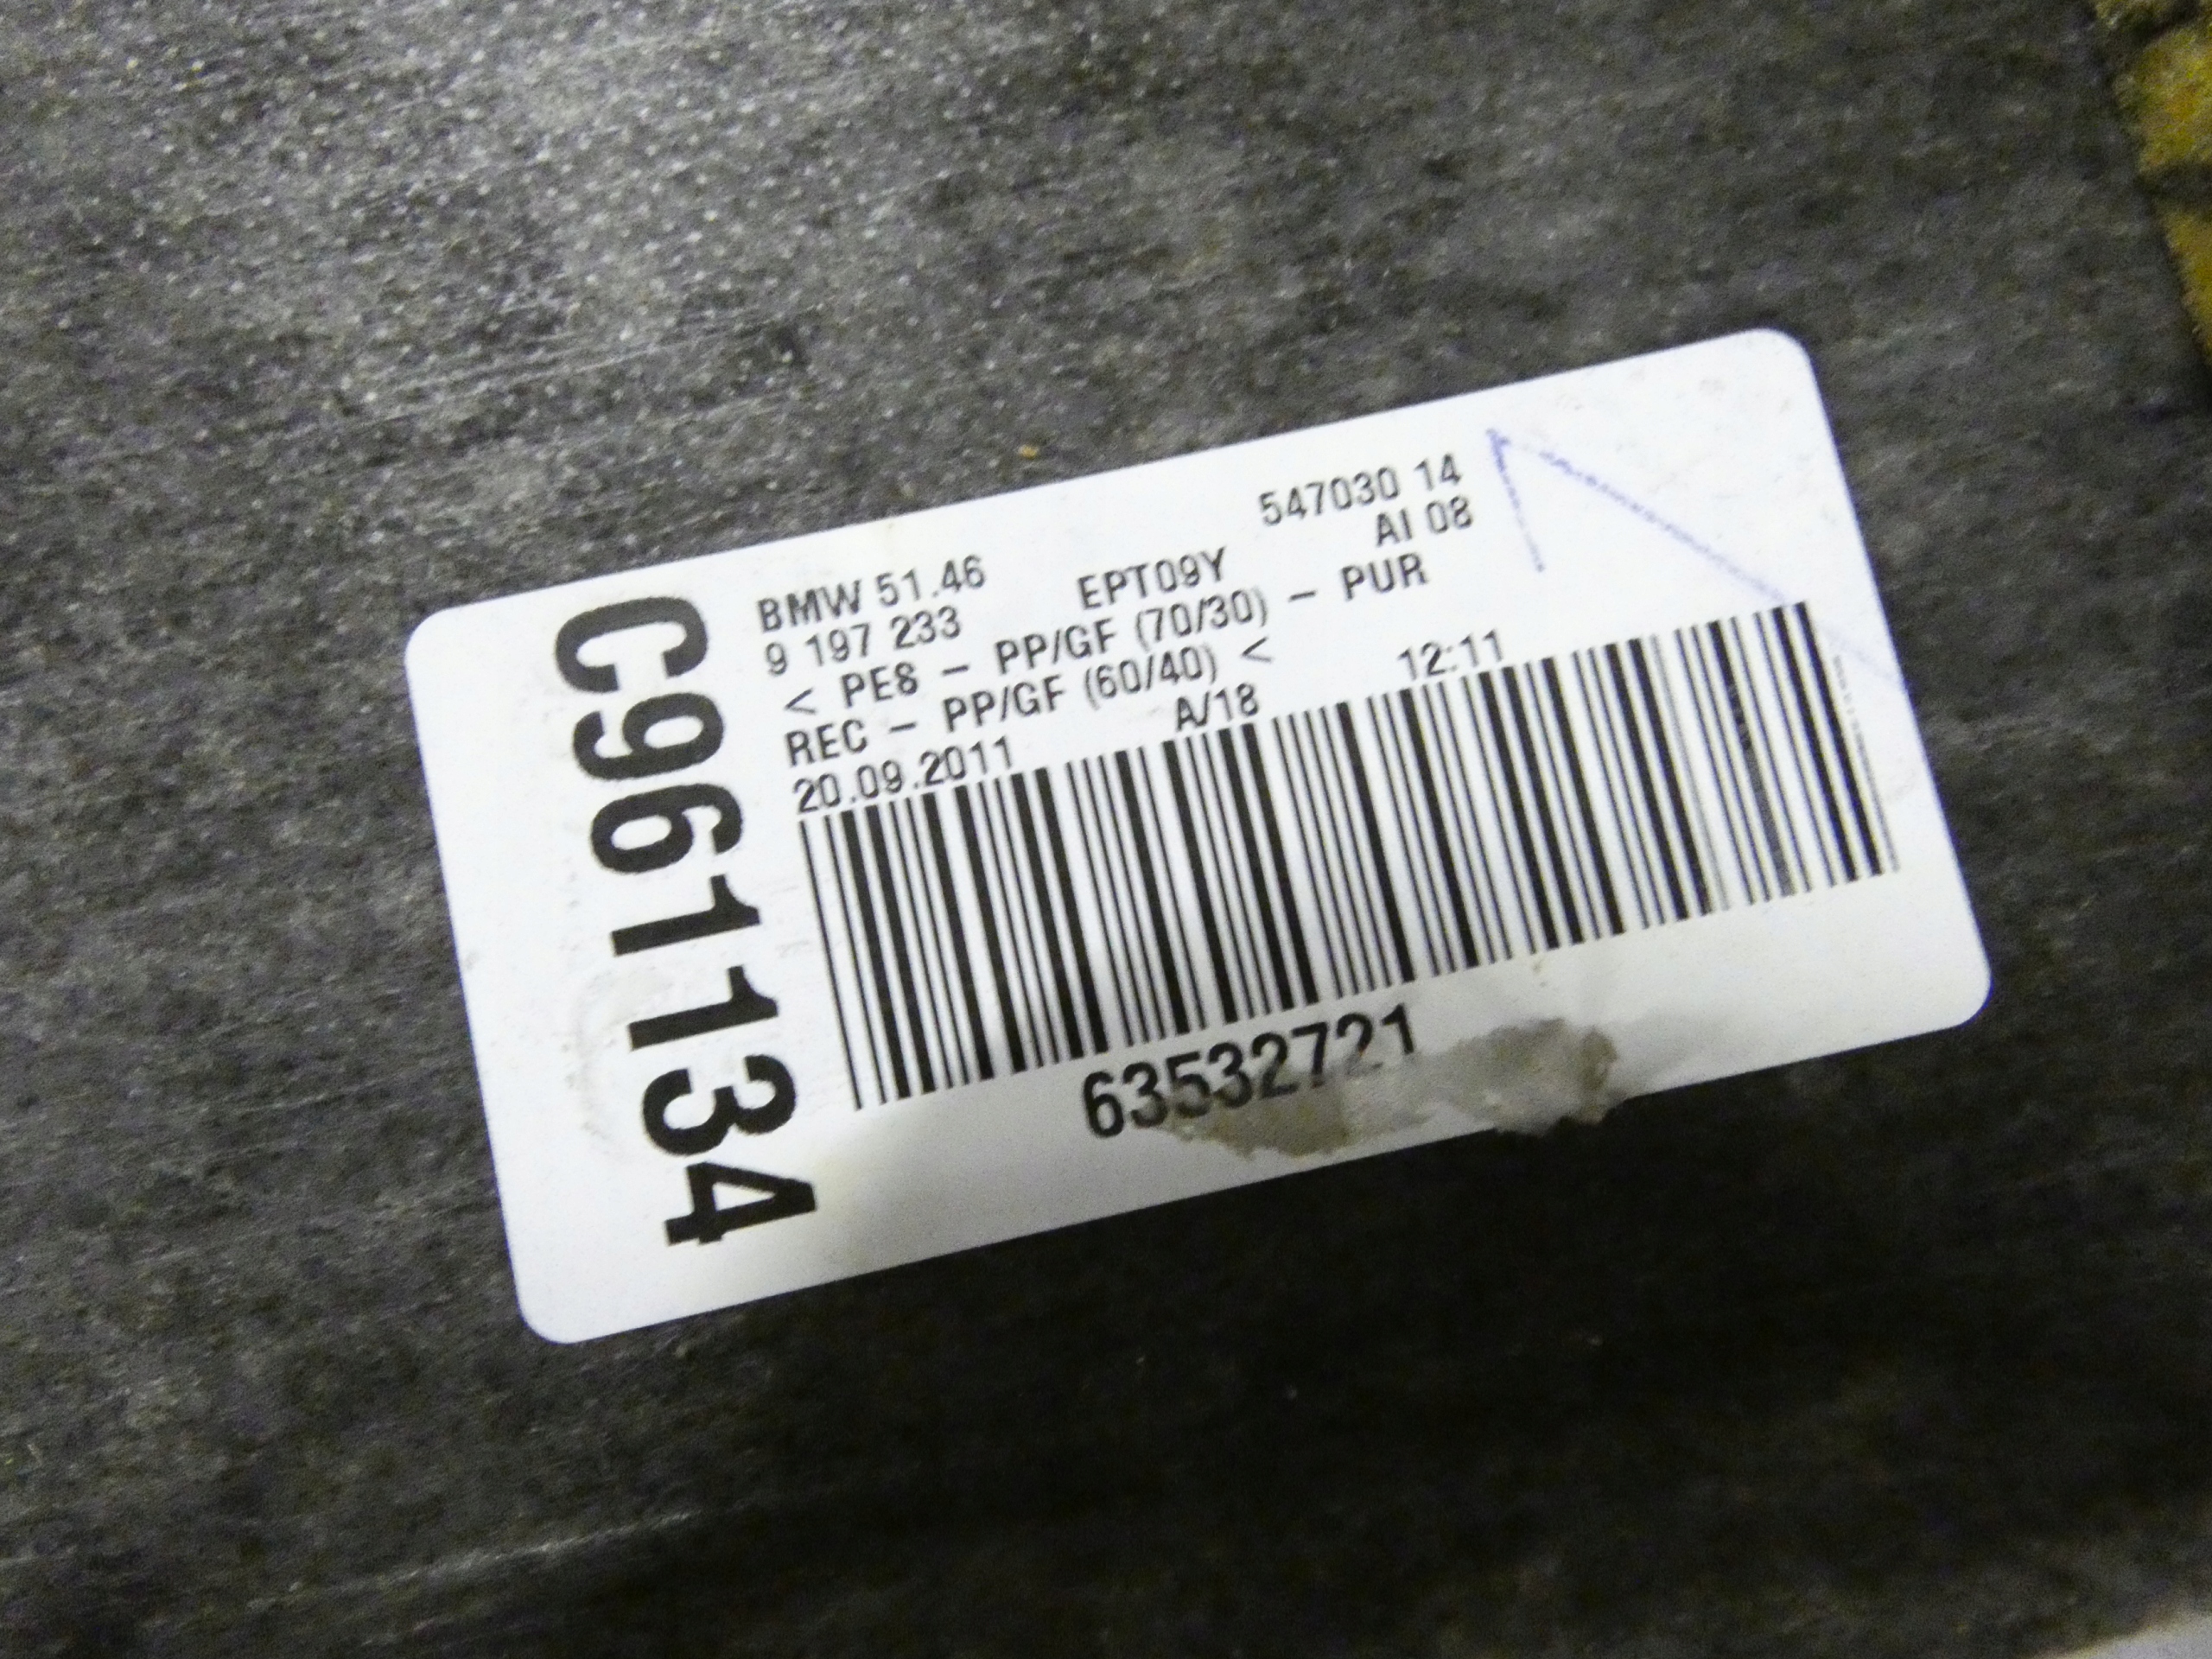 547030 14
BMW 51.46
AI 08
9 197 233 EPT09Y
< PES - PP/GF (70/30) - PUR
REC - PP/GF (60/40) <
20.09.2011 A/18 12:11
C961134
63532721